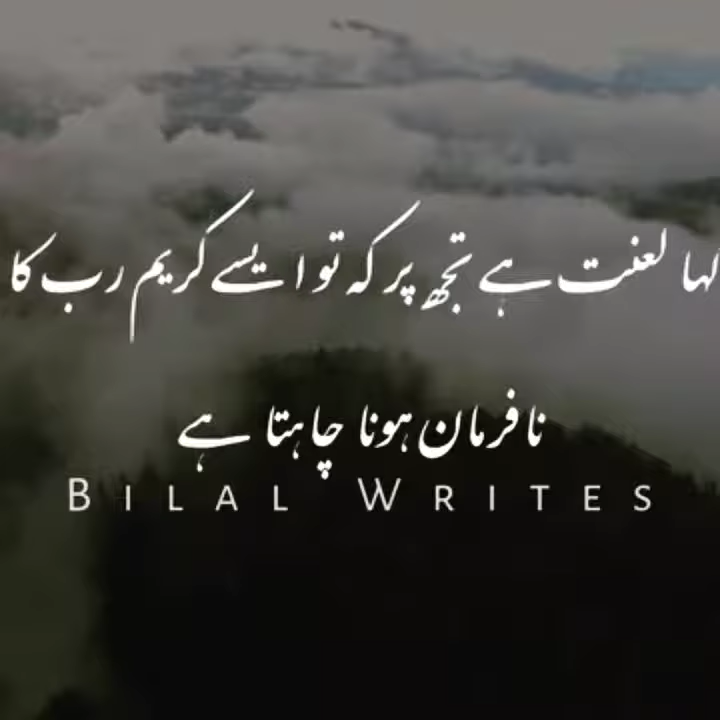 لعنت ہے تجھ پر کہ تو ایسے کریم رب کا
نافرمان ہونا چاہتا ہے
BILAL WRITES